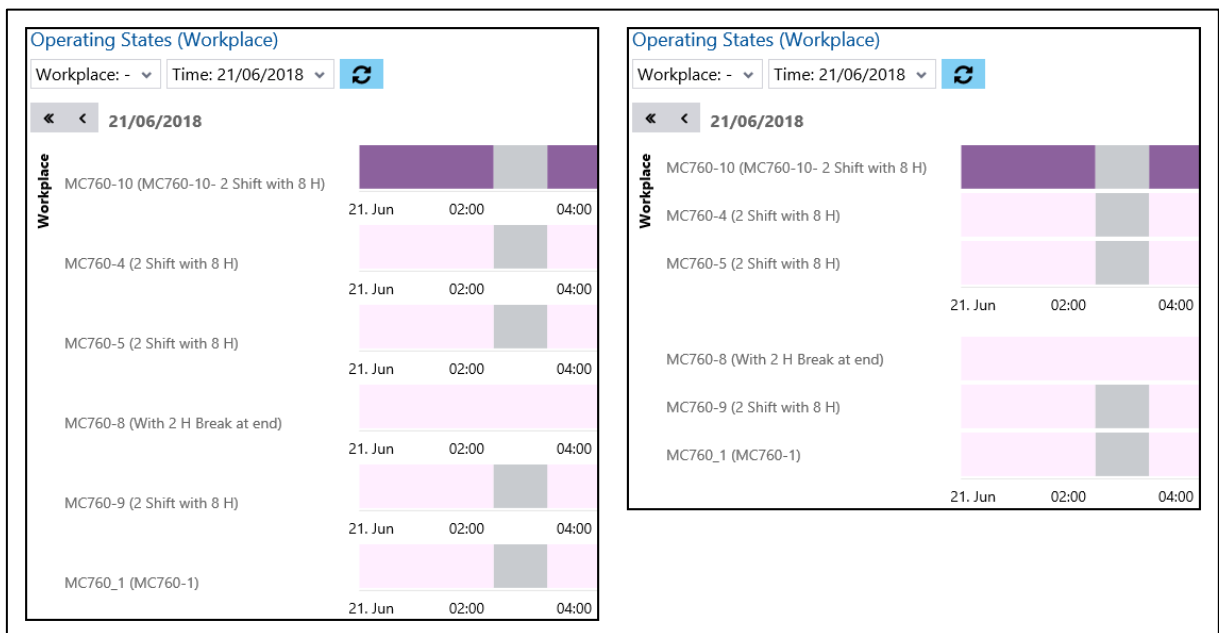 Operating States (Workplace)
Workplace: -
Time: 21/06/2018
21/06/2018
Workplace
MC760-10 (MC760-10- 2 Shift with 8 H)
21. Jun 02:00 04:00
MC760-4 (2 Shift with 8 H)
21. Jun 02:00 04:00
MC760-5 (2 Shift with 8 H)
21. Jun 02:00 04:00
MC760-8 (With 2 H Break at end)
21. Jun 02:00 04:00
MC760-9 (2 Shift with 8 H)
21. Jun 02:00 04:00
MC760_1 (MC760-1)
21. Jun 02:00 04:00
Operating States (Workplace)
Workplace: -
Time: 21/06/2018
21/06/2018
Workplace
MC760-10 (MC760-10- 2 Shift with 8 H)
MC760-4 (2 Shift with 8 H)
MC760-5 (2 Shift with 8 H)
21. Jun 02:00 04:00
MC760-8 (With 2 H Break at end)
MC760-9 (2 Shift with 8 H)
MC760_1 (MC760-1)
21. Jun 02:00 04:00